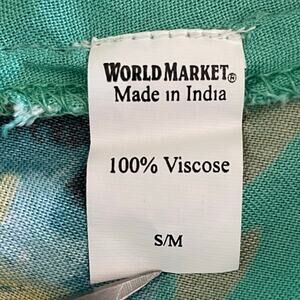 WORLD MARKET®
Made in India
100% Viscose
S/M